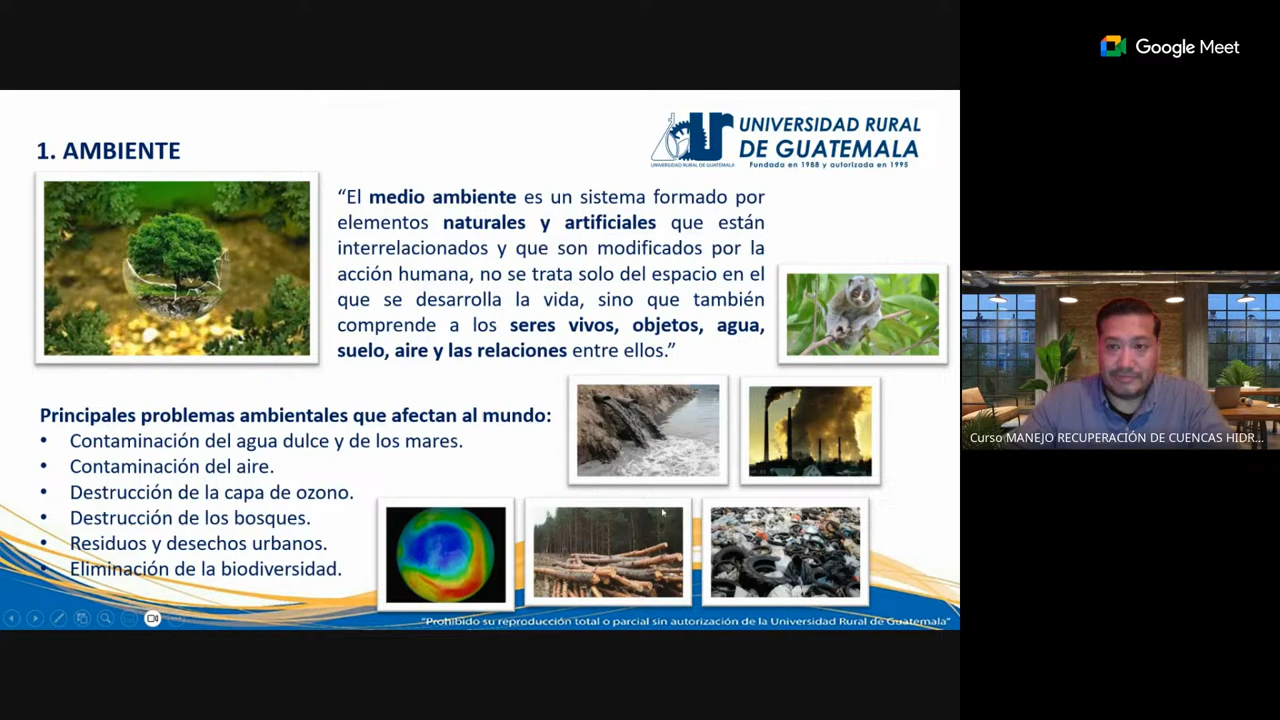 Google Meet
UNIVERSIDAD RURAL
DE GUATEMALA
Fundada en 1988 y autorizada en 1995
UNIVERSIDAD RURAL DE GUATEMALA
1. AMBIENTE
“El medio ambiente es un sistema formado por
elementos naturales y artificiales que están
interrelacionados y que son modificados por la
acción humana, no se trata solo del espacio en el
que se desarrolla la vida, sino que también
comprende a los seres vivos, objetos, agua,
suelo, aire y las relaciones entre ellos.”
Principales problemas ambientales que afectan al mundo:
• Contaminación del agua dulce y de los mares.
• Contaminación del aire.
• Destrucción de la capa de ozono.
• Destrucción de los bosques.
• Residuos y desechos urbanos.
• Eliminación de la biodiversidad.
Curso MANEJO RECUPERACIÓN DE CUENCAS HIDR...
"Prohibido su reproducción total o parcial sin autorización de la Universidad Rural de Guatemala"